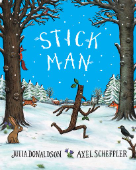 STICK
MAN
JULIA DONALDSON AXEL SCHEFFLER